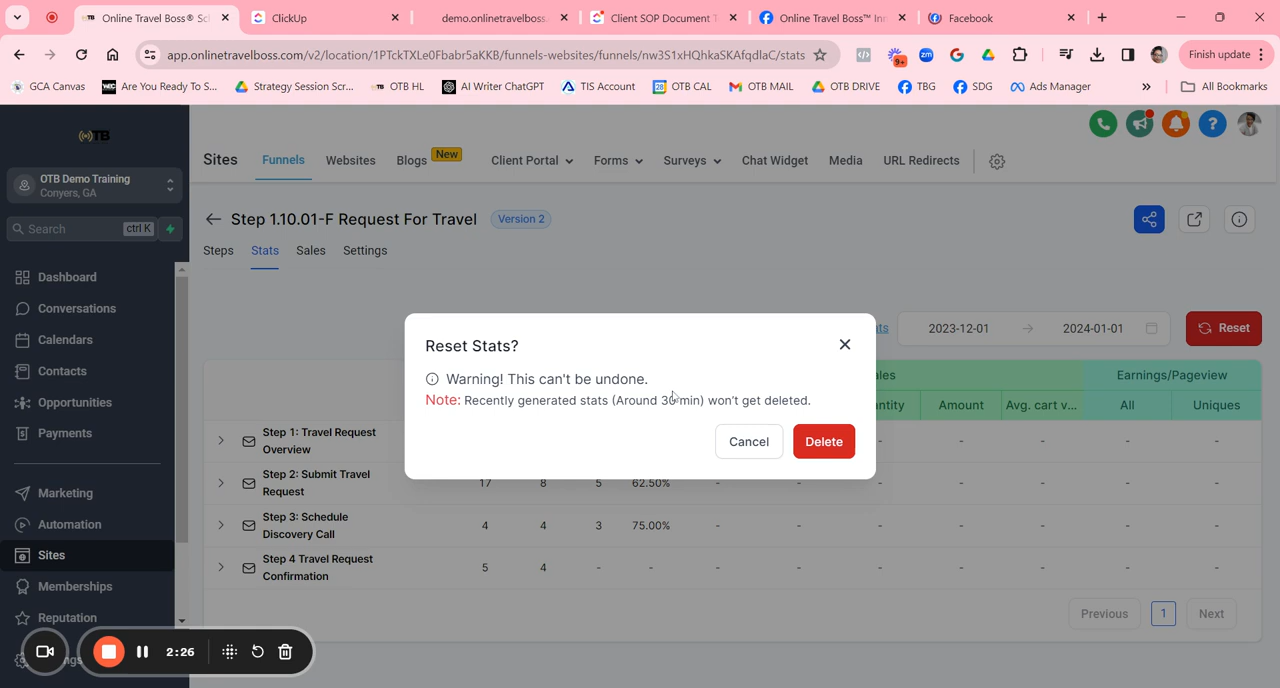 Online Travel Boss® Sc
ClickUp
demo.onlinetravelboss.
Client SOP Document T
Online Travel Boss™ Inn
Facebook
app.onlinetravelboss.com/v2/location/1PTckTXLe0Fbabr5aKKB/funnels-websites/funnels/nw3S1xHQhkaSKAfqdlaC/stats
9+
zm
Finish update
GCA Canvas
Are You Ready To S...
Strategy Session Scr...
OTB HL
AI Writer ChatGPT
TIS Account
OTB CAL
OTB MAIL
OTB DRIVE
TBG
SDG
Ads Manager
All Bookmarks
OTB
OTB Demo Training
Conyers, GA
Search
ctrl K
Dashboard
Conversations
Calendars
Contacts
Opportunities
Payments
Marketing
Automation
Sites
Memberships
Reputation
2:26
Sites
Funnels
Websites
Blogs
New
Client Portal
Forms
Surveys
Chat Widget
Media
URL Redirects
Step 1.10.01-F Request For Travel
Version 2
Steps
Stats
Sales
Settings
2023-12-01
2024-01-01
Reset
Earnings/Pageview
Amount
Avg. cart v...
All
Uniques
Step 1: Travel Request
Overview
- - - - -
Step 2: Submit Travel
Request
17 8 5 62.50% - - - - - - -
Step 3: Schedule
Discovery Call
4 4 3 75.00% - - - - - - -
Step 4 Travel Request
Confirmation
5 4 - - - - - - - - -
Previous
1
Next
Reset Stats?
Warning! This can't be undone.
Note: Recently generated stats (Around 30 min) won't get deleted.
Cancel
Delete